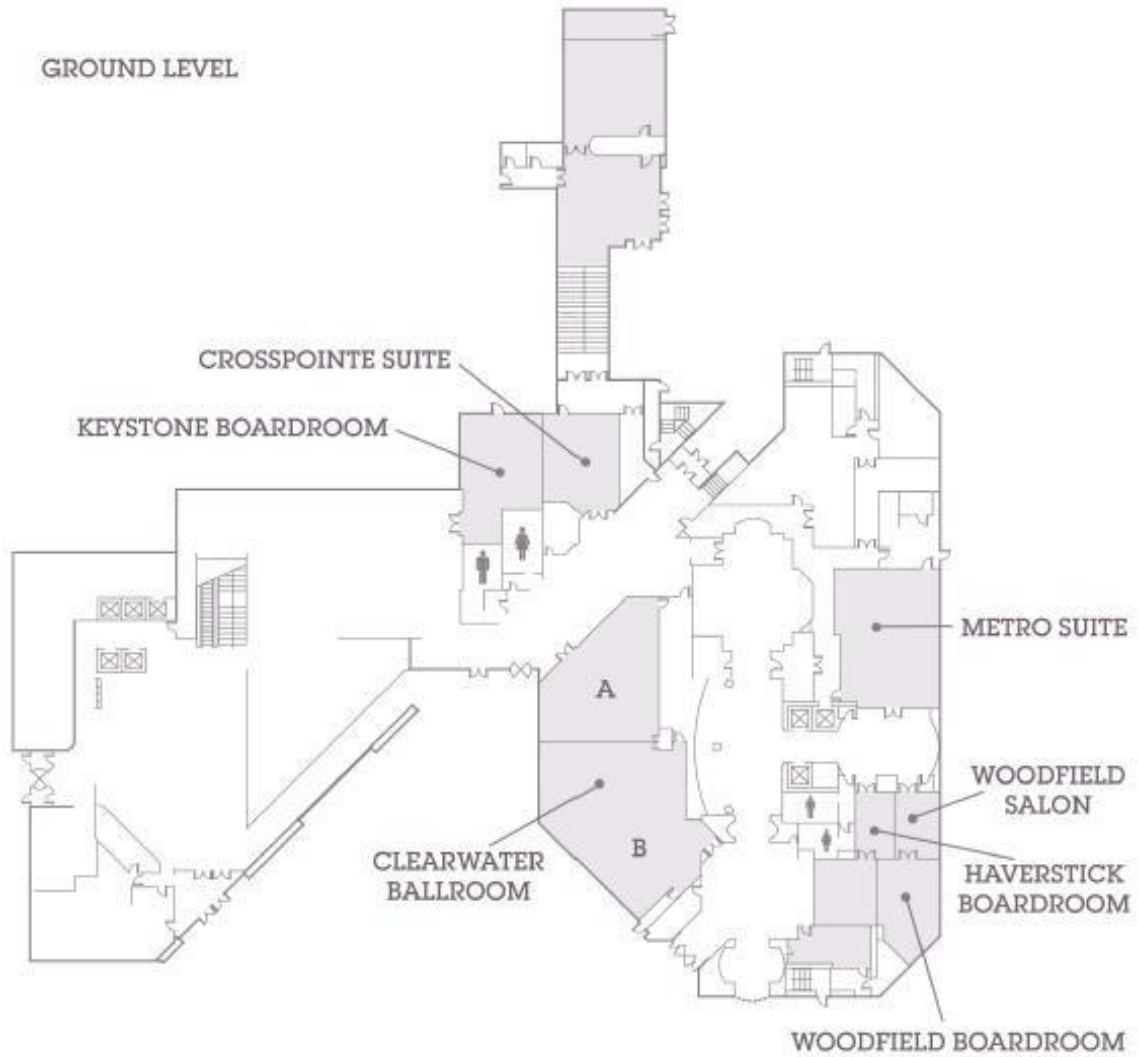 GROUND LEVEL
CROSSPOINTE SUITE
KEYSTONE BOARDROOM
METRO SUITE
A
WOODFIELD
SALON
B
CLEARWATER
BALLROOM
HAVERSTICK
BOARDROOM
WOODFIELD BOARDROOM